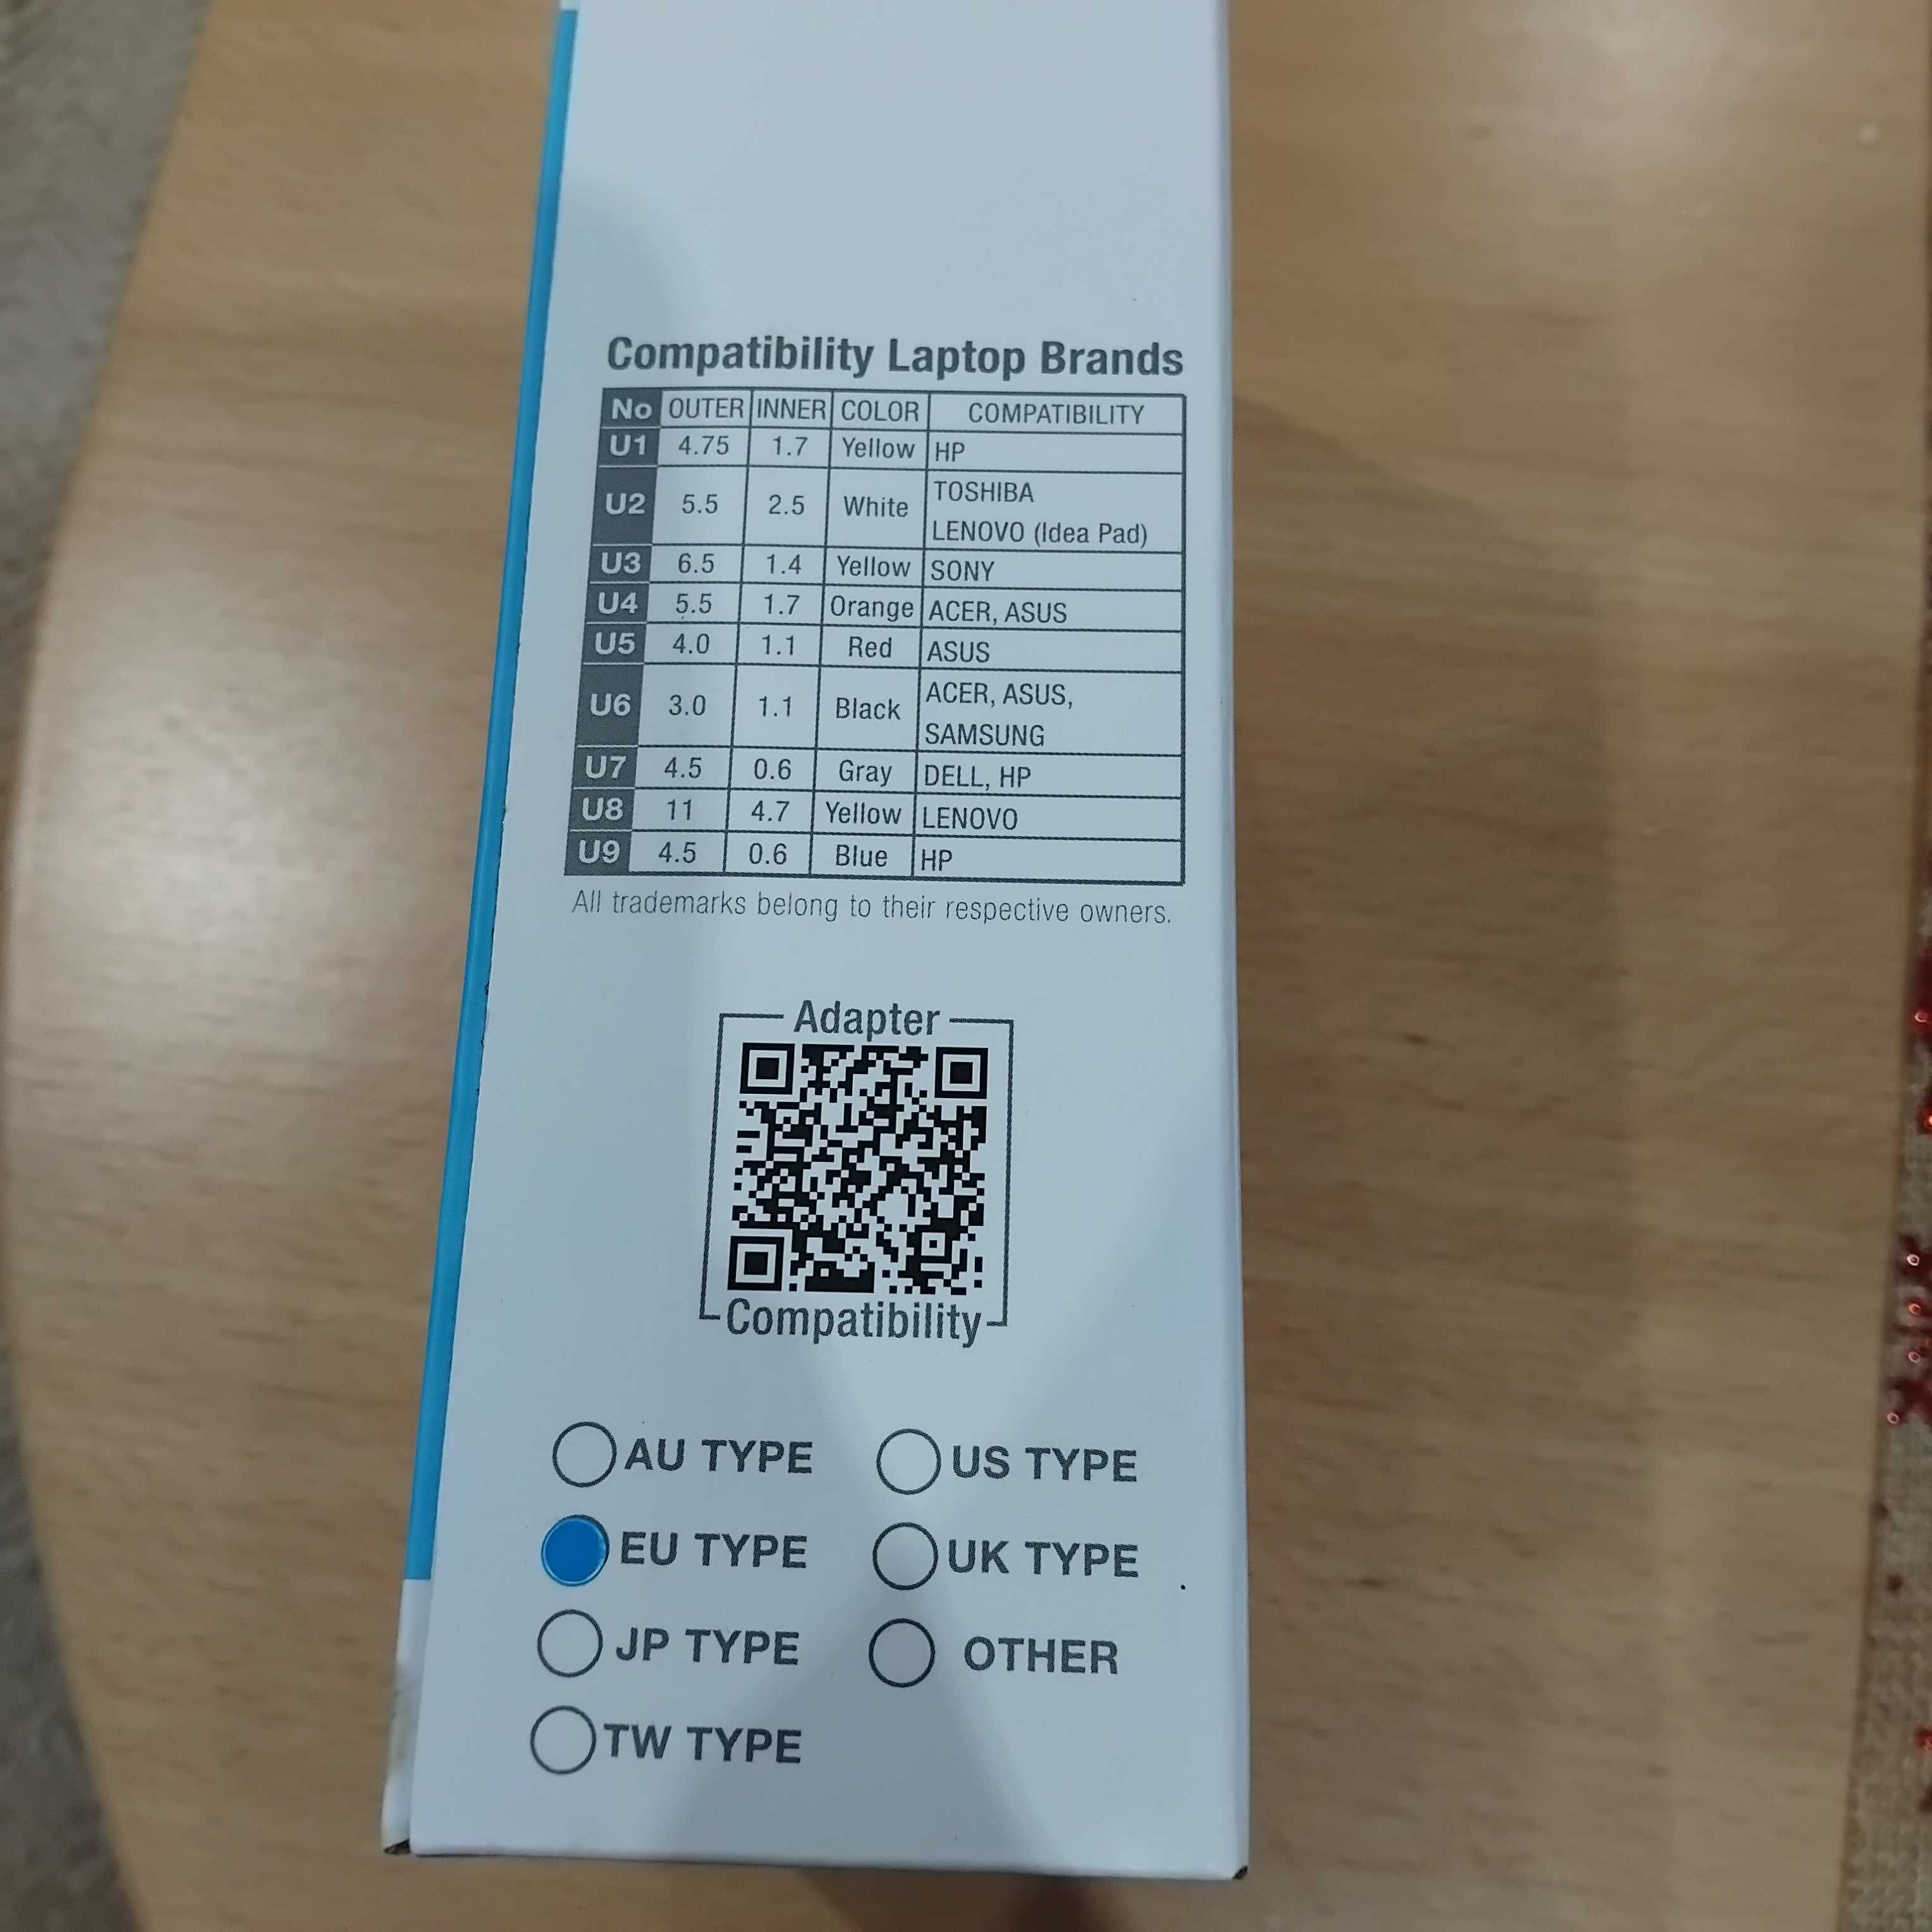 Compatibility Laptop Brands
No OUTER INNER COLOR COMPATIBILITY
U1 4.75 1.7 Yellow HP
U2 5.5 2.5 White TOSHIBA
LENOVO (Idea Pad)
U3 6.5 1.4 Yellow SONY
U4 5.5 1.7 Orange ACER, ASUS
U5 4.0 1.1 Red ASUS
U6 3.0 1.1 Black ACER, ASUS,
SAMSUNG
U7 4.5 0.6 Gray DELL, HP
U8 11 4.7 Yellow LENOVO
U9 4.5 0.6 Blue HP
All trademarks belong to their respective owners.
Adapter
Compatibility
AU TYPE US TYPE
EU TYPE UK TYPE
JP TYPE OTHER
TW TYPE